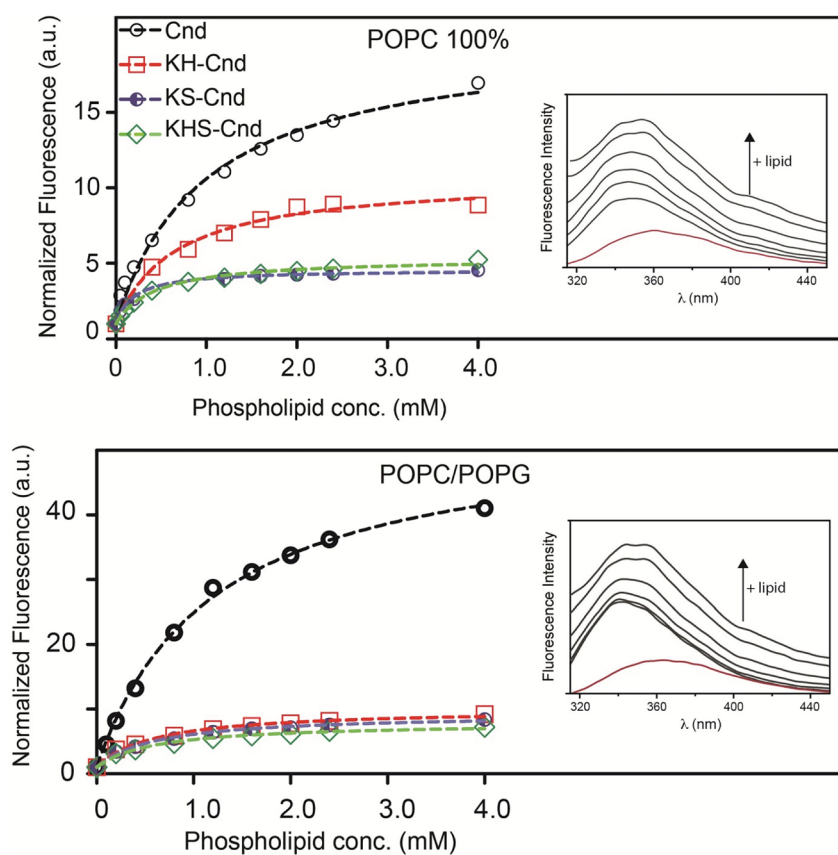 Normalized Fluorescence (a.u.)
Cnd
KH-Cnd
KS-Cnd
KHS-Cnd
POPC 100%
15
10
5
0
0 1.0 2.0 3.0 4.0
Phospholipid conc. (mM)
Fluorescence Intensity
+ lipid
320 360 400 440
λ (nm)
Normalized Fluorescence (a.u.)
POPC/POPG
40
20
0
0 1.0 2.0 3.0 4.0
Phospholipid conc. (mM)
Fluorescence Intensity
+ lipid
320 360 400 440
λ (nm)